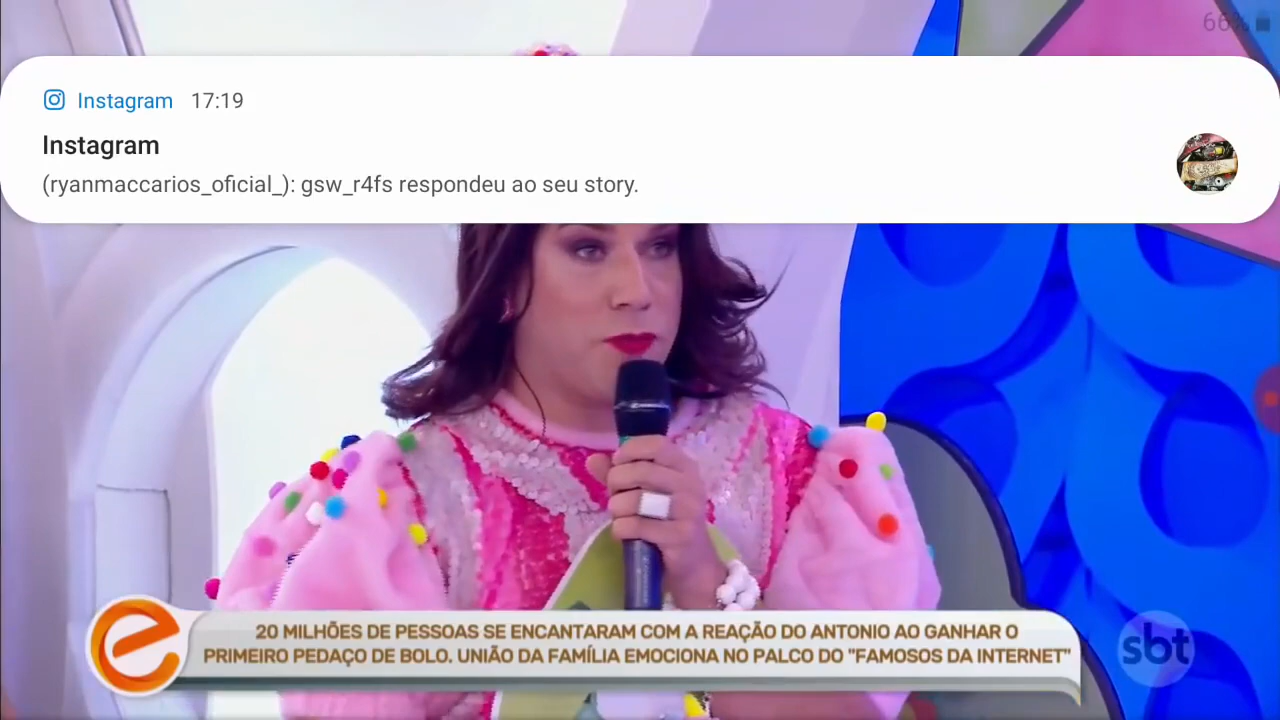 66%
Instagram 17:19
Instagram
(ryanmaccarios_oficial_): gsw_r4fs respondeu ao seu story.
20 MILHÕES DE PESSOAS SE ENCANTARAM COM A REAÇÃO DO ANTONIO AO GANHAR O
PRIMEIRO PEDAÇO DE BOLO. UNIÃO DA FAMÍLIA EMOCIONA NO PALCO DO "FAMOSOS DA INTERNET"
e
sbt